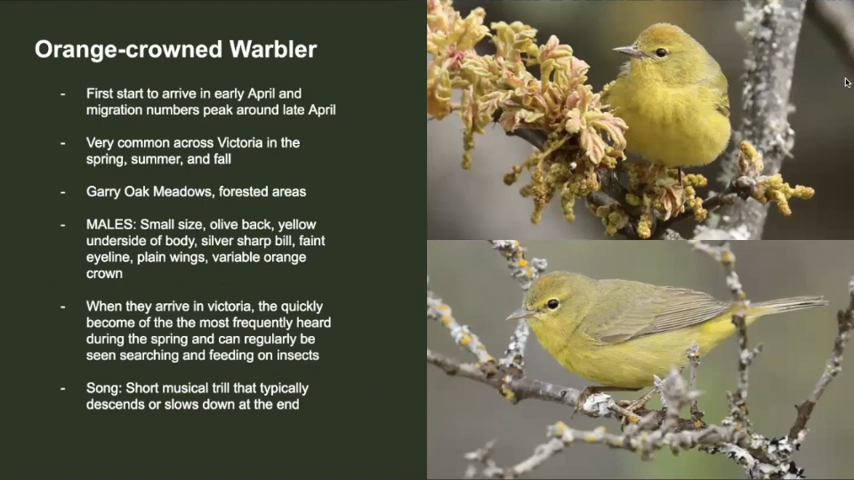 Orange-crowned Warbler
- First start to arrive in early April and
migration numbers peak around late April
- Very common across Victoria in the
spring, summer, and fall
- Garry Oak Meadows, forested areas
- MALES: Small size, olive back, yellow
underside of body, silver sharp bill, faint
eyeline, plain wings, variable orange
crown
- When they arrive in victoria, the quickly
become of the the most frequently heard
during the spring and can regularly be
seen searching and feeding on insects
- Song: Short musical trill that typically
descends or slows down at the end